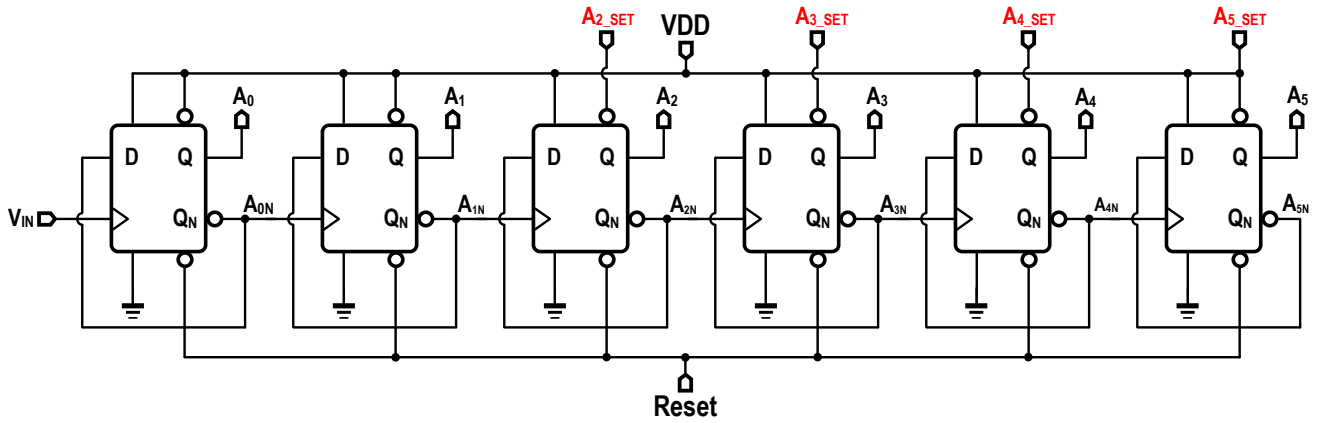 A2_SET A3_SET A4_SET A5_SET
VDD
A0 A1 A2 A3 A4 A5
D Q D Q D Q D Q D Q D Q
VIN QN A0N QN A1N QN A2N QN A3N QN A4N QN A5N
Reset